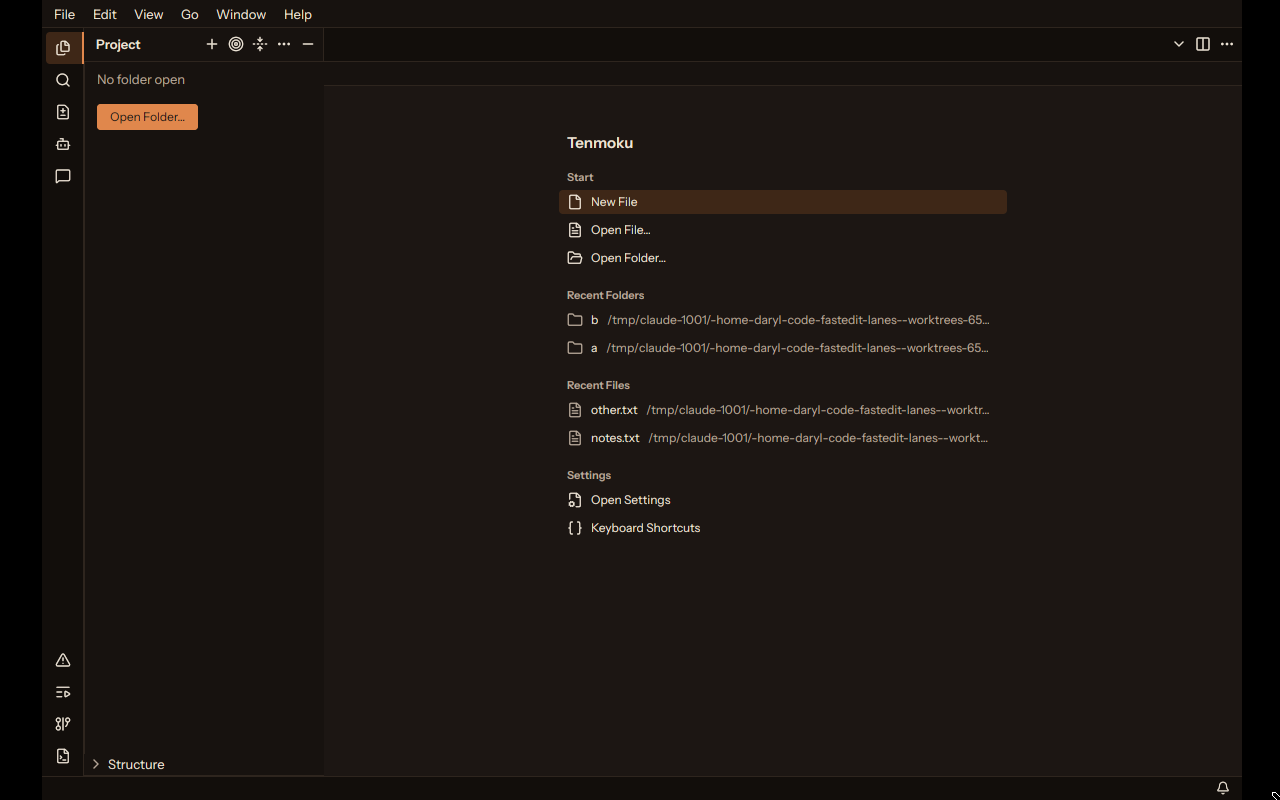 File Edit View Go Window Help
Project
No folder open
Open Folder...
Tenmoku
Start
New File
Open File...
Open Folder...
Recent Folders
b /tmp/claude-1001/-home-daryl-code-fastedit-lanes--worktrees-65...
a /tmp/claude-1001/-home-daryl-code-fastedit-lanes--worktrees-65...
Recent Files
other.txt /tmp/claude-1001/-home-daryl-code-fastedit-lanes--worktr...
notes.txt /tmp/claude-1001/-home-daryl-code-fastedit-lanes--workt...
Settings
Open Settings
Keyboard Shortcuts
Structure